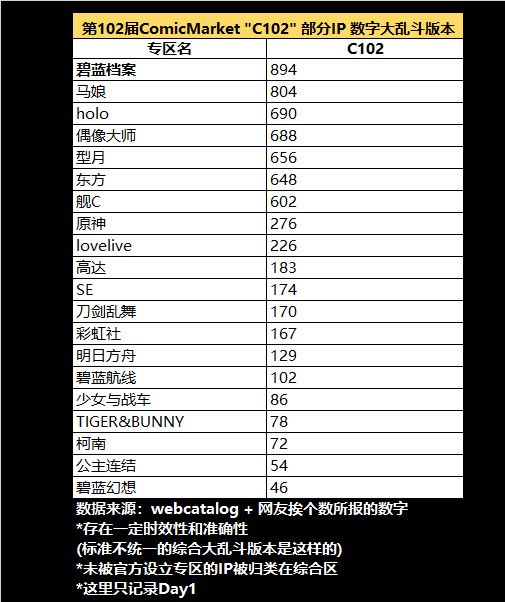 第102届ComicMarket "C102" 部分IP 数字大乱斗版本
专区名 C102
碧蓝档案 894
马娘 804
holo 690
偶像大师 688
型月 656
东方 648
舰C 602
原神 276
lovelive 226
高达 183
SE 174
刀剑乱舞 170
彩虹社 167
明日方舟 129
碧蓝航线 102
少女与战车 86
TIGER&BUNNY 78
柯南 72
公主连结 54
碧蓝幻想 46
数据来源：webcatalog + 网友挨个数所报的数字
*存在一定时效性和准确性
(标准不统一的综合大乱斗版本是这样的)
*未被官方设立专区的IP被归类在综合区
*这里只记录Day1